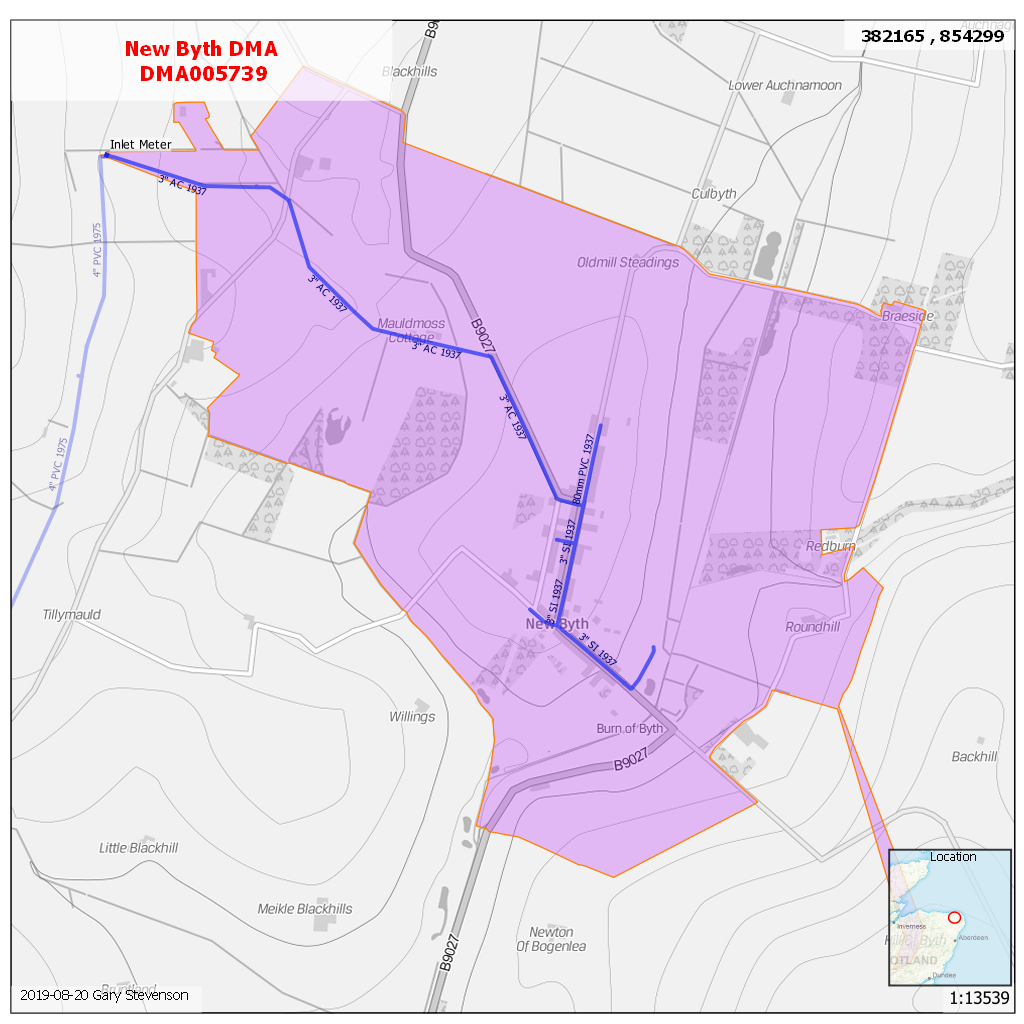 New Byth DMA
DMA005739
382165 , 854299
Blackhills
Lower Auchnamoon
Inlet Meter
3" AC 1937
Culbyth
4" PVC 1975
Oldmill Steadings
3" AC 1937
Braeside
Mauldmoss
Cottage
B9027
3" AC 1937
3" AC 1937
80mm PVC 1937
4" PVC 1975
3" SI 1937
Redburn
3" SI 1937
Tillymauld
New Byth
Roundhill
3" SI 1937
Willings
Burn of Byth
B9027
Backhill
Little Blackhill
Location
Meikle Blackhills
Newton
Of Bogenlea
B9027
Inverness
Aberdeen
Hill of Byth
OTLAND
Dundee
Bruntland
2019-08-20 Gary Stevenson
1:13539